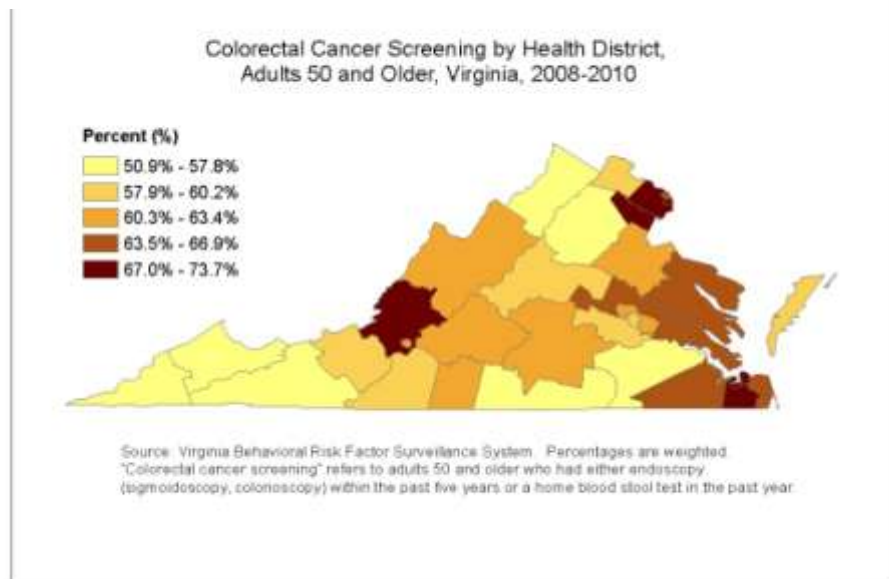 Colorectal Cancer Screening by Health District,
Adults 50 and Older, Virginia, 2008-2010
Percent (%)
50.9% - 57.8%
57.9% - 60.2%
60.3% - 63.4%
63.5% - 66.9%
67.0% - 73.7%
Source: Virginia Behavioral Risk Factor Surveillance System. Percentages are weighted.
"Colorectal cancer screening" refers to adults 50 and older who had either endoscopy
(sigmoidoscopy, colonoscopy) within the past five years or a home blood stool test in the past year.